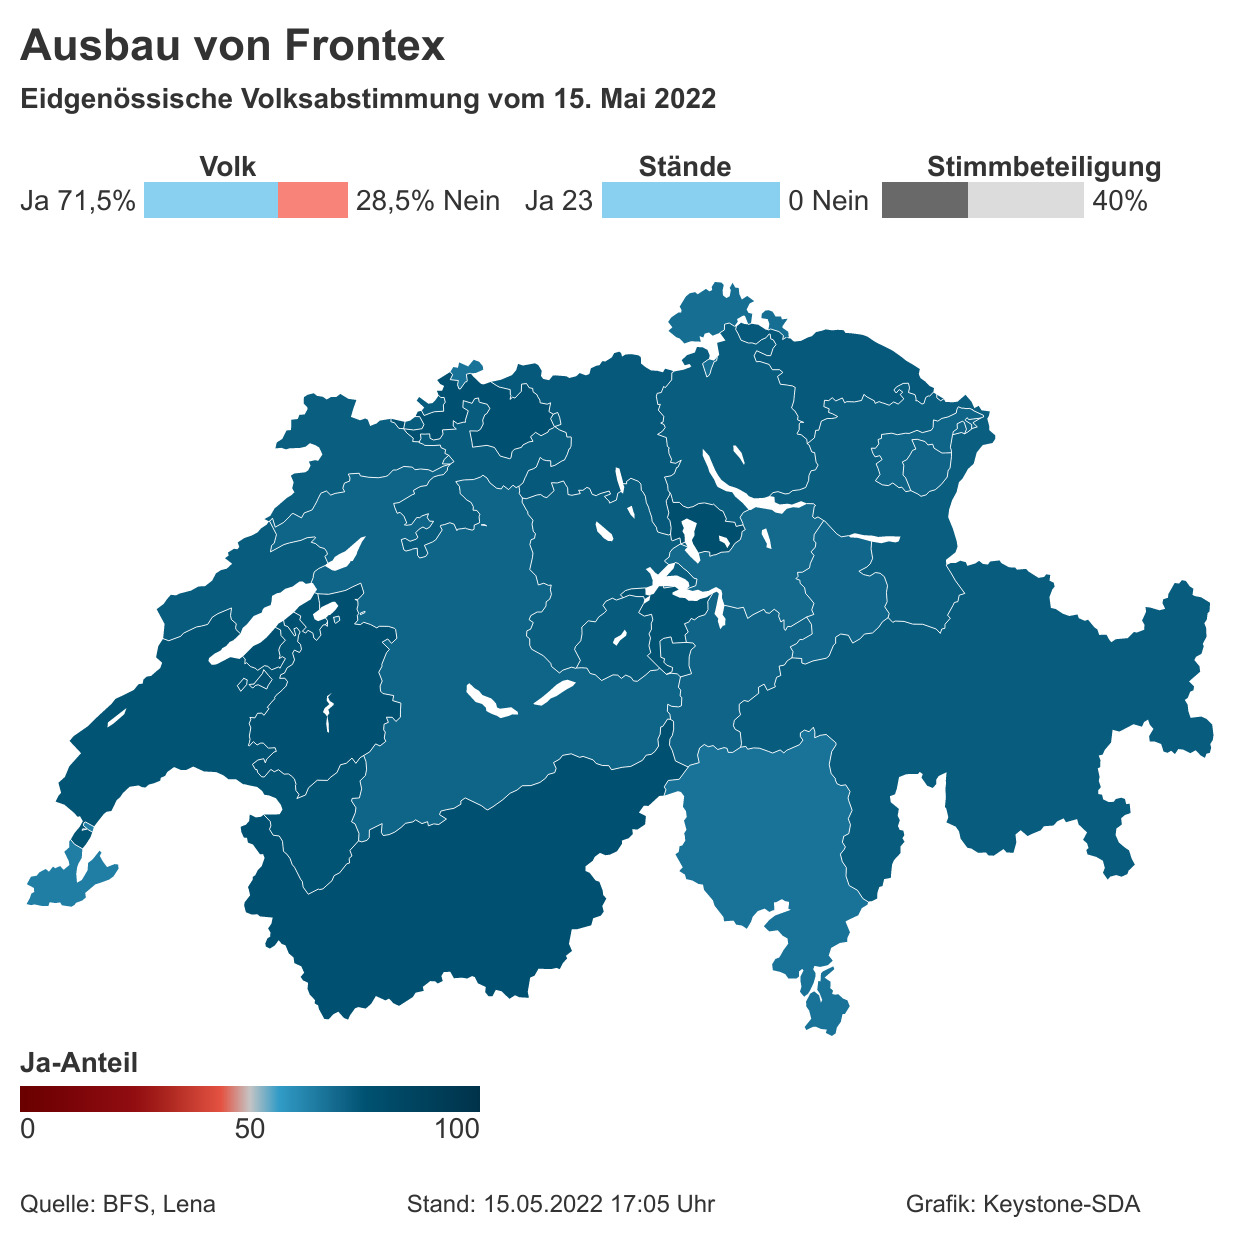 Ausbau von Frontex
Eidgenössische Volksabstimmung vom 15. Mai 2022
Volk Stände Stimmbeteiligung
Ja 71,5% 28,5% Nein Ja 23 0 Nein 40%
Ja-Anteil
0 50 100
Quelle: BFS, Lena Stand: 15.05.2022 17:05 Uhr Grafik: Keystone-SDA